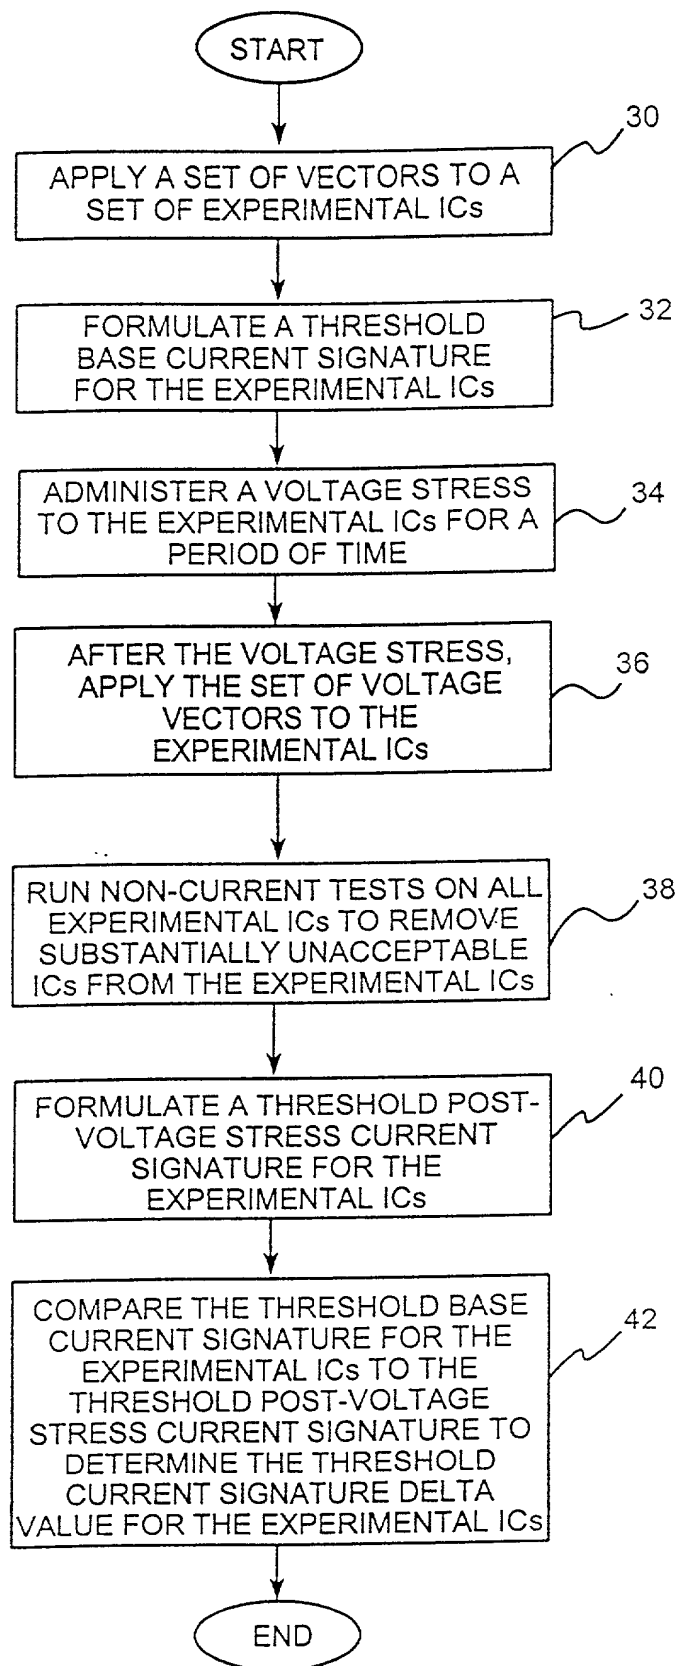 START
30
APPLY A SET OF VECTORS TO A
SET OF EXPERIMENTAL ICs
32
FORMULATE A THRESHOLD
BASE CURRENT SIGNATURE
FOR THE EXPERIMENTAL ICs
34
ADMINISTER A VOLTAGE STRESS
TO THE EXPERIMENTAL ICs FOR A
PERIOD OF TIME
36
AFTER THE VOLTAGE STRESS,
APPLY THE SET OF VOLTAGE
VECTORS TO THE
EXPERIMENTAL ICs
38
RUN NON-CURRENT TESTS ON ALL
EXPERIMENTAL ICs TO REMOVE
SUBSTANTIALLY UNACCEPTABLE
ICs FROM THE EXPERIMENTAL ICs
40
FORMULATE A THRESHOLD POST-
VOLTAGE STRESS CURRENT
SIGNATURE FOR THE
EXPERIMENTAL ICs
42
COMPARE THE THRESHOLD BASE
CURRENT SIGNATURE FOR THE
EXPERIMENTAL ICs TO THE
THRESHOLD POST-VOLTAGE
STRESS CURRENT SIGNATURE TO
DETERMINE THE THRESHOLD
CURRENT SIGNATURE DELTA
VALUE FOR THE EXPERIMENTAL ICs
END